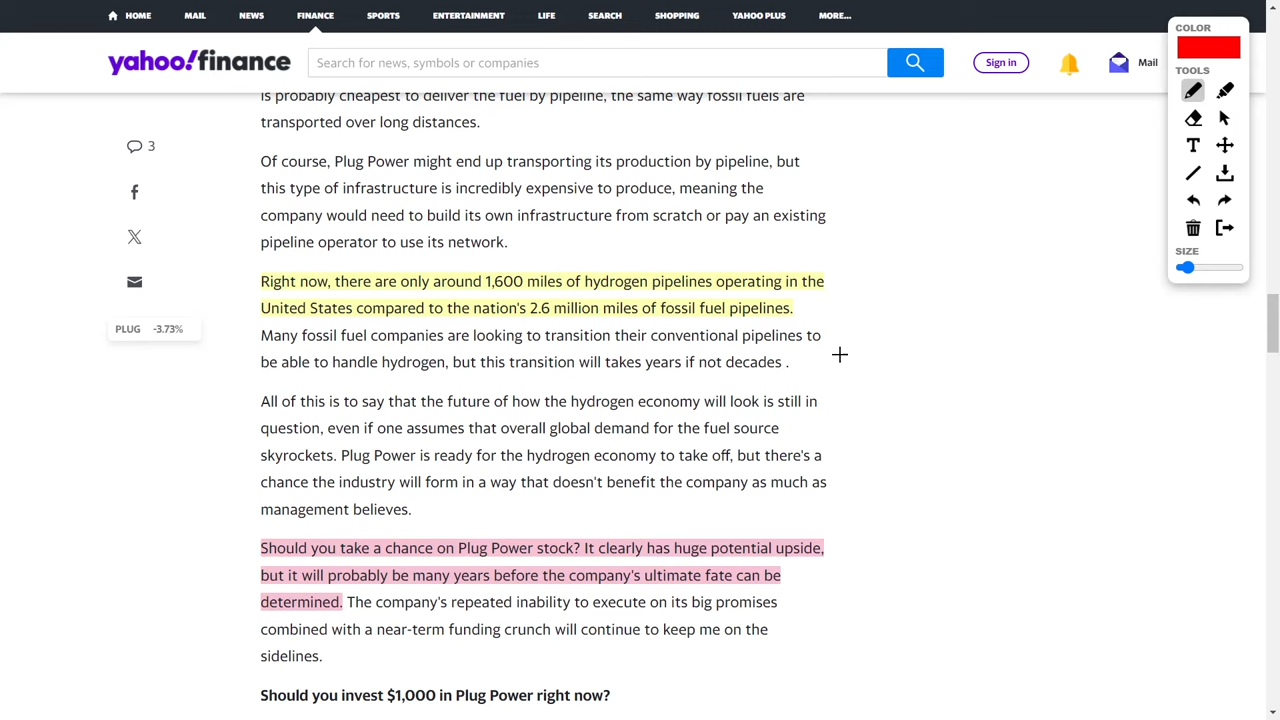 HOME MAIL NEWS FINANCE SPORTS ENTERTAINMENT LIFE SEARCH SHOPPING YAHOO PLUS MORE...
yahoo!finance
Search for news, symbols or companies
Sign in
Mail
COLOR
TOOLS
T
SIZE
3
PLUG -3.73%
is probably cheapest to deliver the fuel by pipeline, the same way fossil fuels are
transported over long distances.
Of course, Plug Power might end up transporting its production by pipeline, but
this type of infrastructure is incredibly expensive to produce, meaning the
company would need to build its own infrastructure from scratch or pay an existing
pipeline operator to use its network.
Right now, there are only around 1,600 miles of hydrogen pipelines operating in the
United States compared to the nation's 2.6 million miles of fossil fuel pipelines.
Many fossil fuel companies are looking to transition their conventional pipelines to
be able to handle hydrogen, but this transition will takes years if not decades .
All of this is to say that the future of how the hydrogen economy will look is still in
question, even if one assumes that overall global demand for the fuel source
skyrockets. Plug Power is ready for the hydrogen economy to take off, but there's a
chance the industry will form in a way that doesn't benefit the company as much as
management believes.
Should you take a chance on Plug Power stock? It clearly has huge potential upside,
but it will probably be many years before the company's ultimate fate can be
determined. The company's repeated inability to execute on its big promises
combined with a near-term funding crunch will continue to keep me on the
sidelines.
Should you invest $1,000 in Plug Power right now?